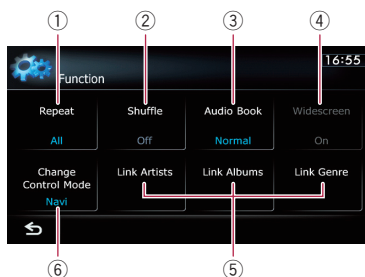 ① ② ③ ④
16:55
Function
Repeat Shuffle Audio Book Widescreen
All Off Normal On
Change
Control Mode Link Artists Link Albums Link Genre
Navi
⑥ ⑤